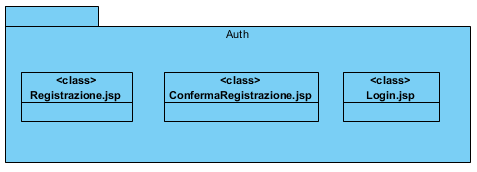 Auth
<class>
Registrazione.jsp
<class>
ConfermaRegistrazione.jsp
<class>
Login.jsp